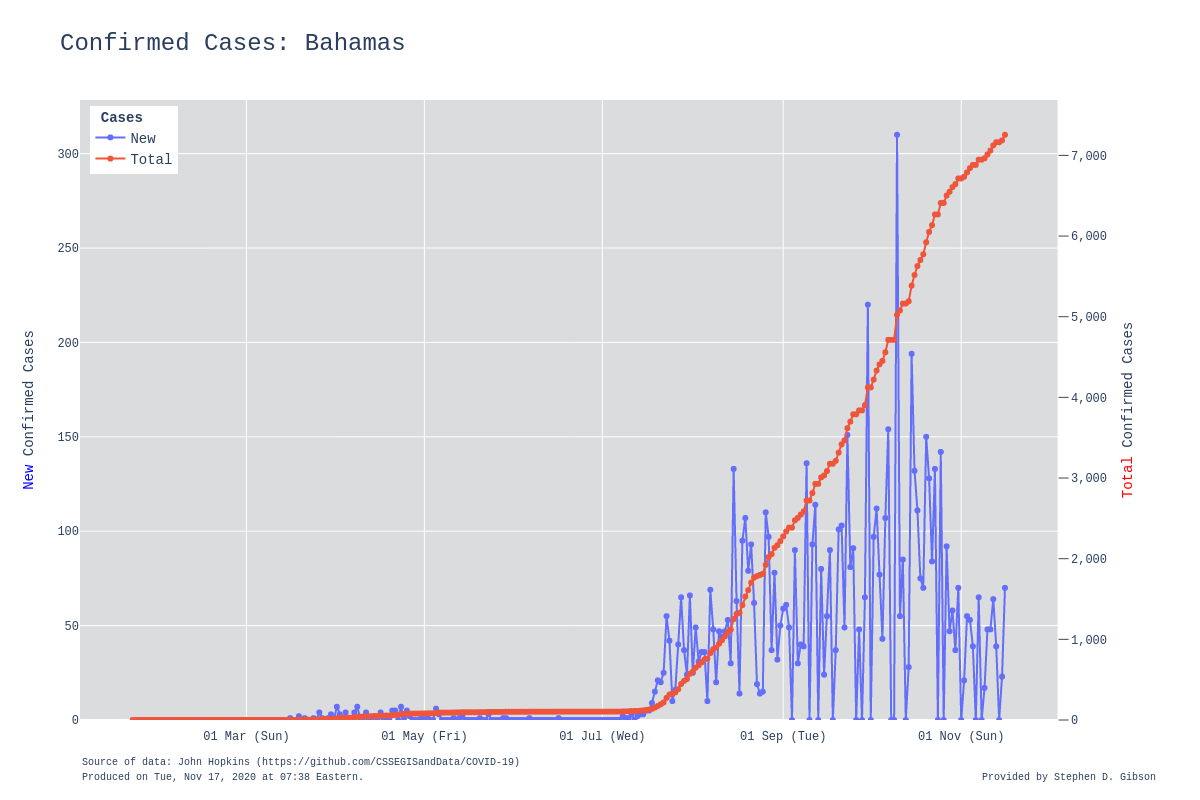 Confirmed Cases: Bahamas
Cases
New
Total
300
250
200
150
100
50
0
7,000
6,000
5,000
4,000
3,000
2,000
1,000
0
New Confirmed Cases
Total Confirmed Cases
01 Mar (Sun) 01 May (Fri) 01 Jul (Wed) 01 Sep (Tue) 01 Nov (Sun)
Source of data: John Hopkins (https://github.com/CSSEGISandData/COVID-19)
Produced on Tue, Nov 17, 2020 at 07:38 Eastern.
Provided by Stephen D. Gibson